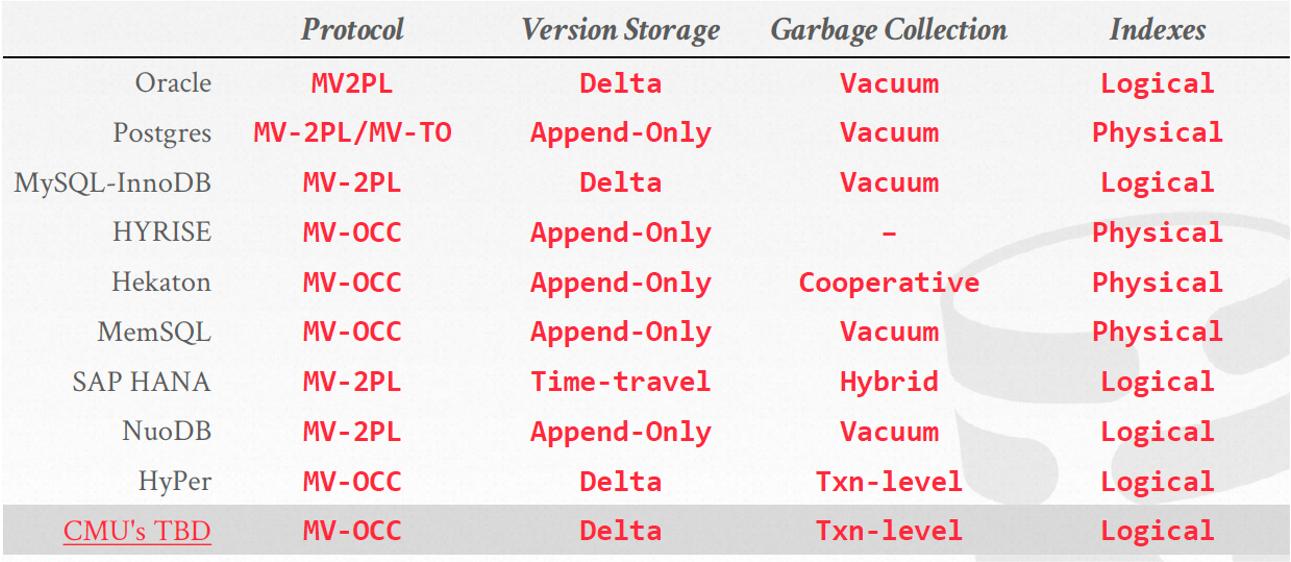 Protocol Version Storage Garbage Collection Indexes
Oracle MV2PL Delta Vacuum Logical
Postgres MV-2PL/MV-TO Append-Only Vacuum Physical
MySQL-InnoDB MV-2PL Delta Vacuum Logical
HYRISE MV-OCC Append-Only – Physical
Hekaton MV-OCC Append-Only Cooperative Physical
MemSQL MV-OCC Append-Only Vacuum Physical
SAP HANA MV-2PL Time-travel Hybrid Logical
NuoDB MV-2PL Append-Only Vacuum Logical
HyPer MV-OCC Delta Txn-level Logical
CMU's TBD MV-OCC Delta Txn-level Logical